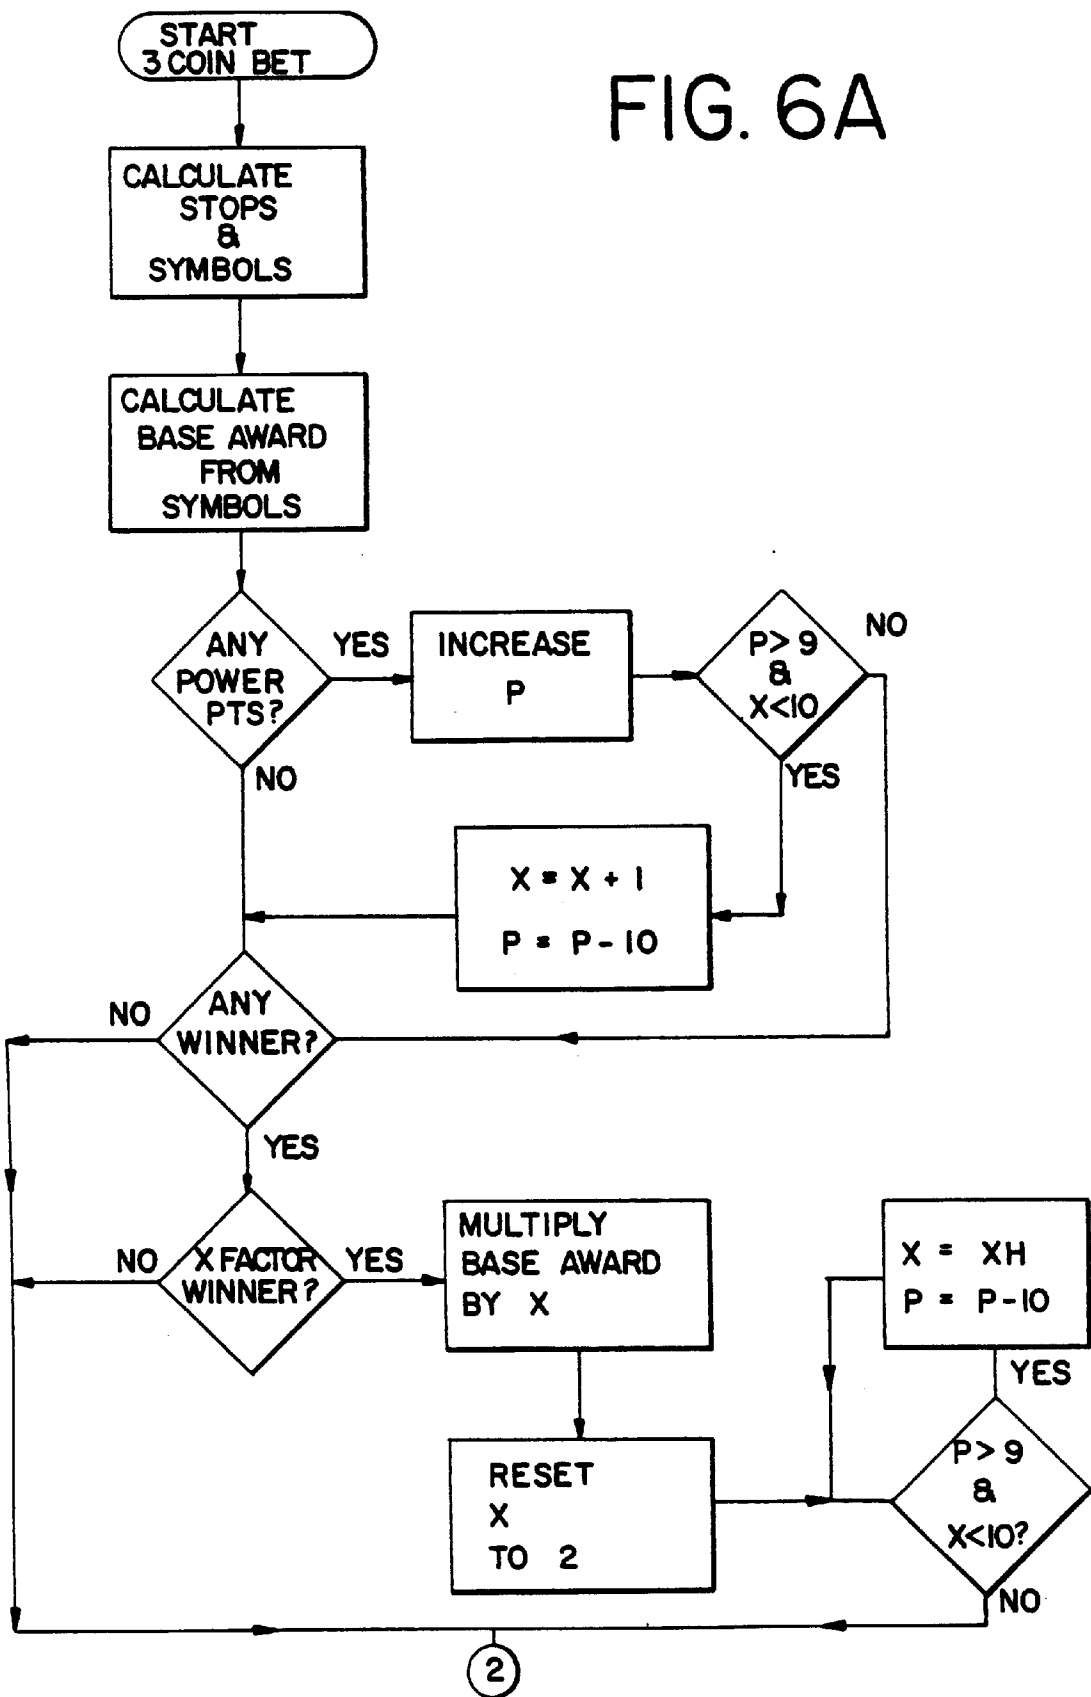 START
3 COIN BET
FIG. 6A
CALCULATE
STOPS
&
SYMBOLS
CALCULATE
BASE AWARD
FROM
SYMBOLS
ANY
POWER
PTS?
YES
INCREASE
P
P> 9
&
X<10
NO
NO
YES
X = X + 1
P = P - 10
NO
ANY
WINNER?
YES
NO
X FACTOR
WINNER?
YES
MULTIPLY
BASE AWARD
BY X
X = XH
P = P-10
YES
RESET
X
TO 2
P> 9
&
X<10?
NO
2